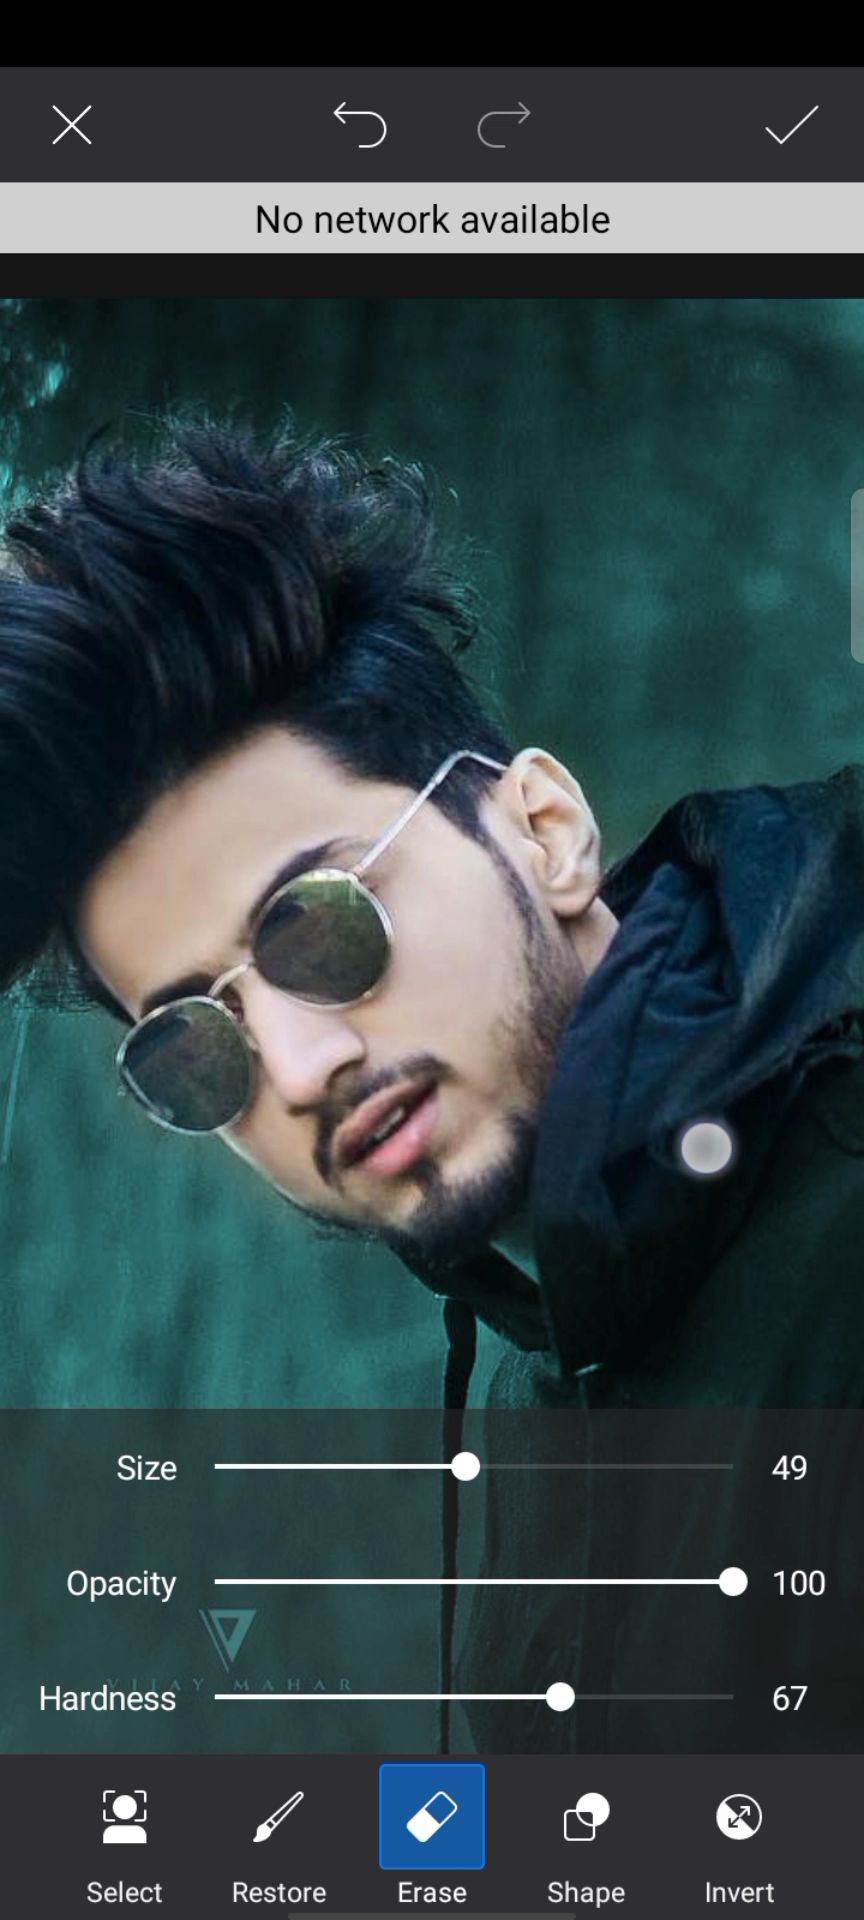 No network available
Size 49
Opacity 100
VIJAY MAHAR
Hardness 67
Select Restore Erase Shape Invert